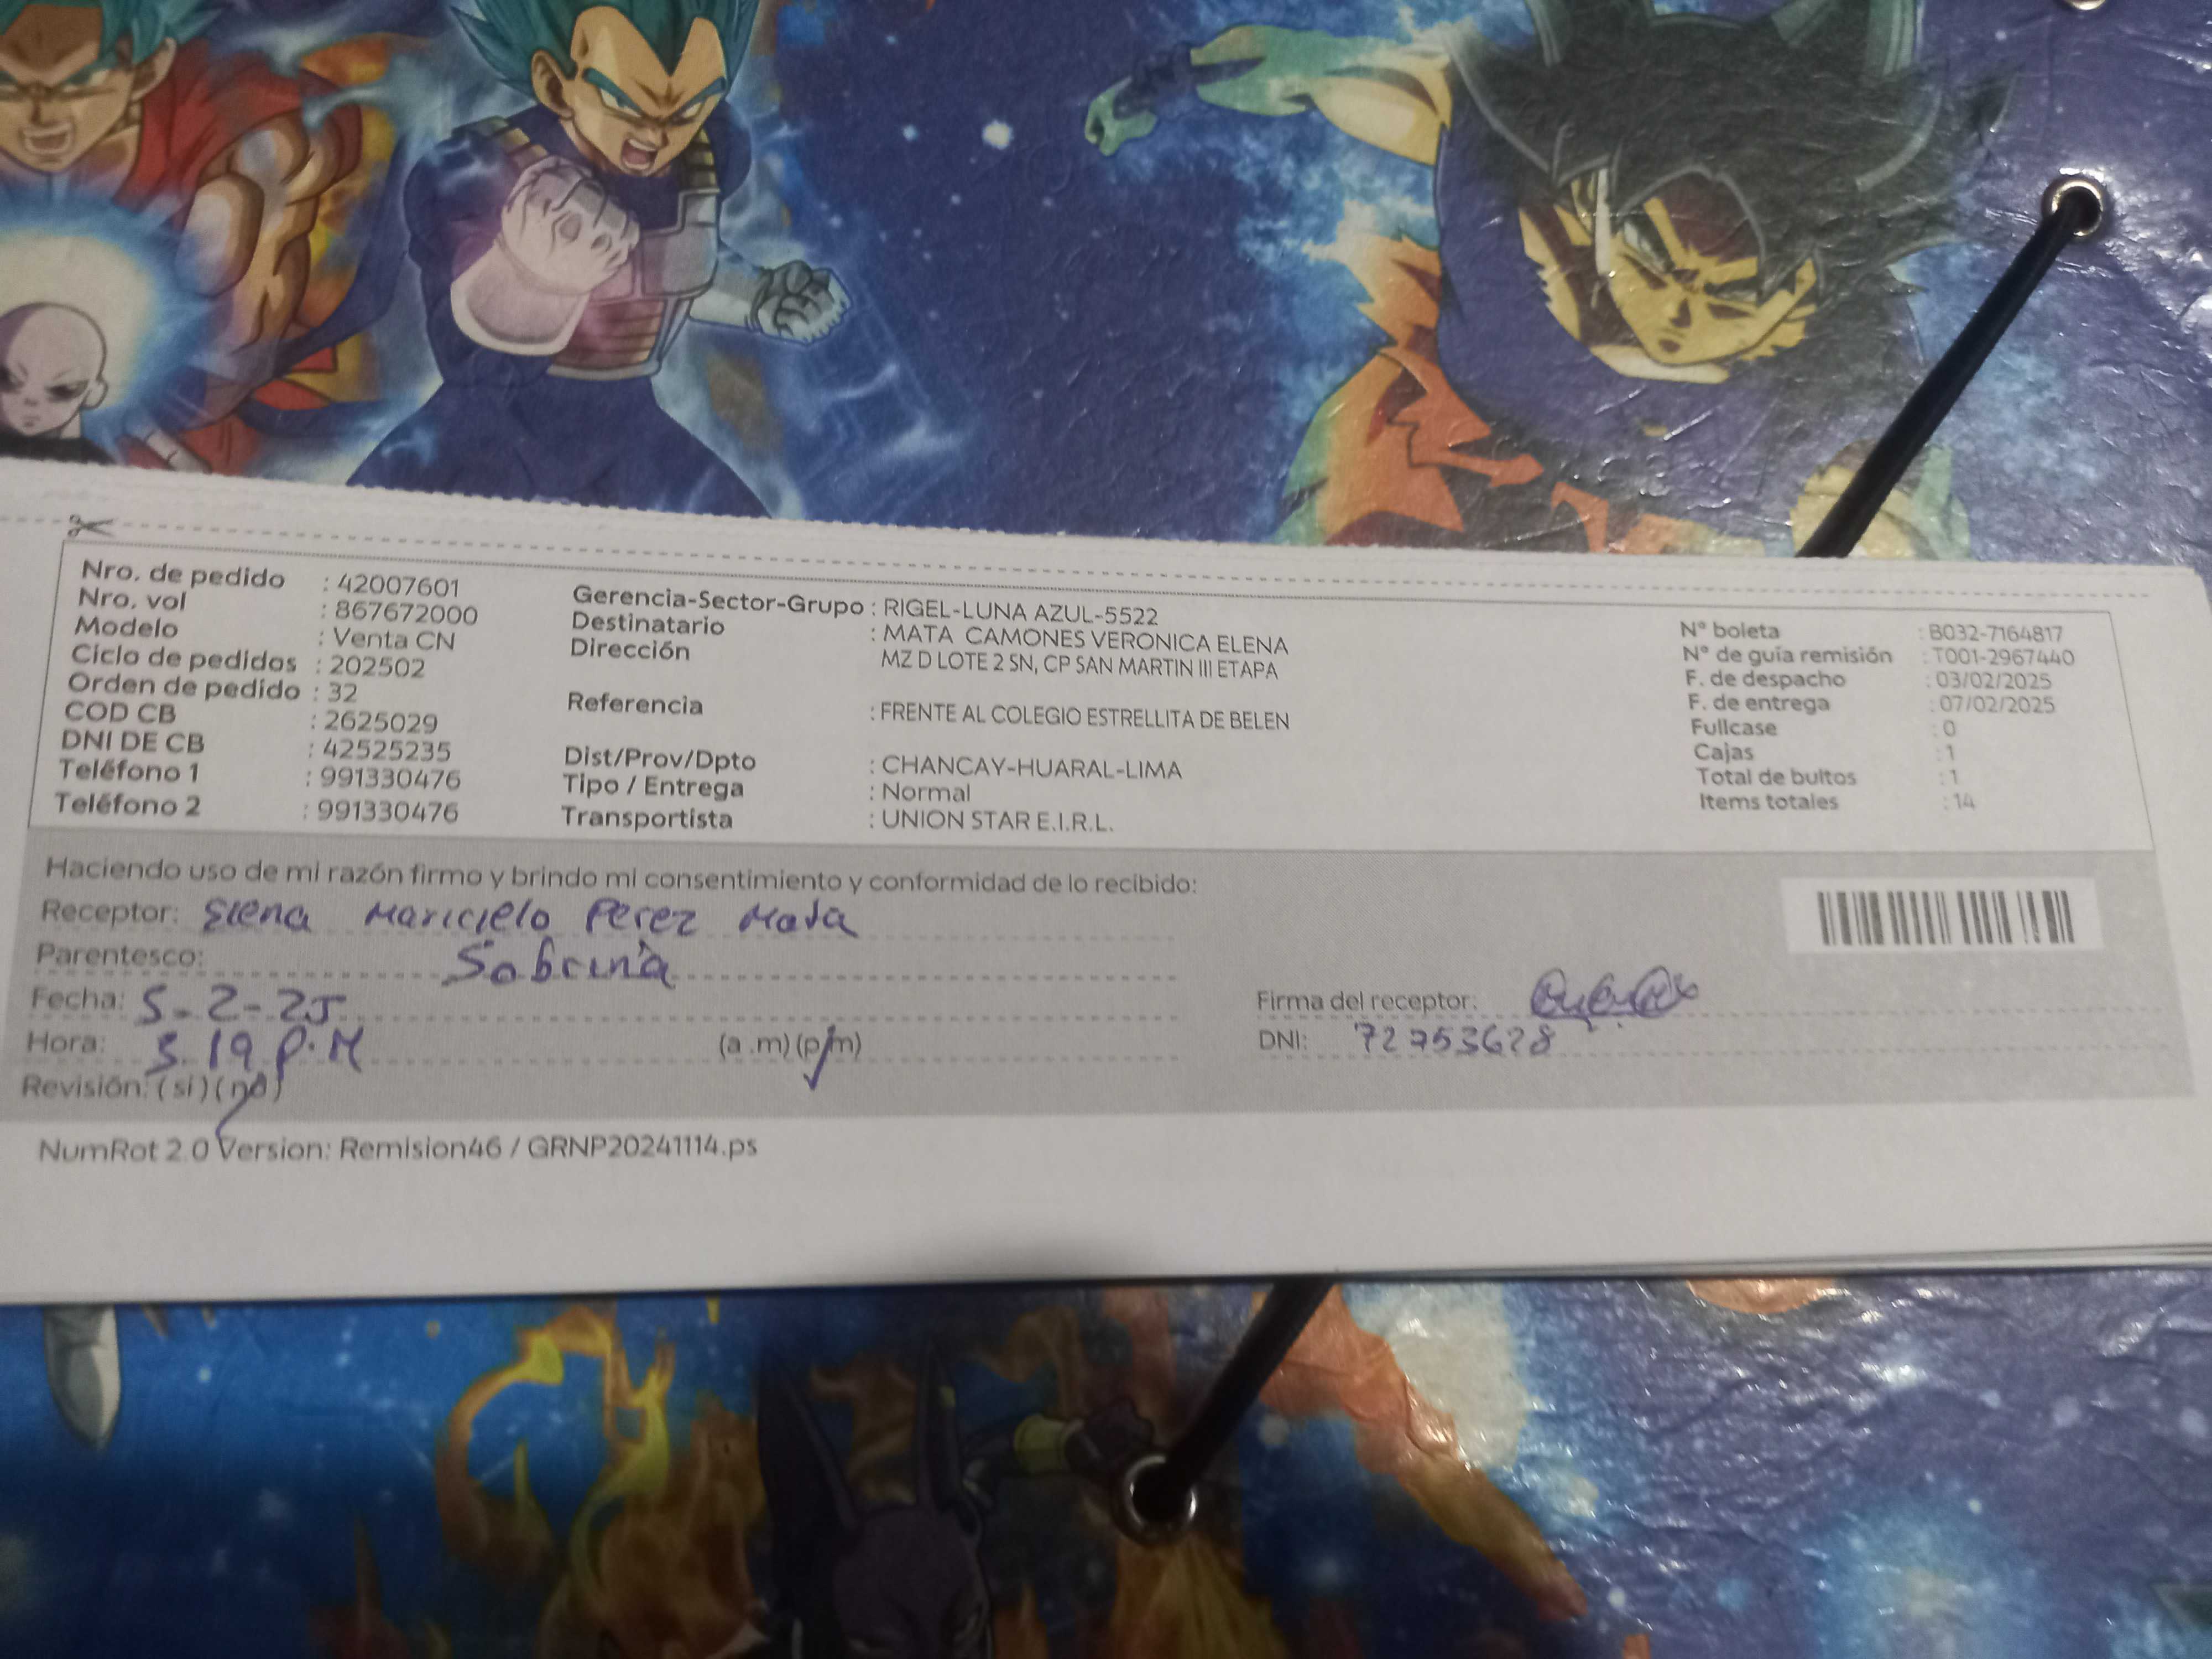 Nro. de pedido : 42007601
Nro. vol : 867672000
Modelo : Venta CN
Ciclo de pedidos : 202502
Orden de pedido : 32
COD CB : 2625029
DNI DE CB : 42525235
Teléfono 1 : 991330476
Teléfono 2 : 991330476
Gerencia-Sector-Grupo : RIGEL-LUNA AZUL-5522
Destinatario : MATA CAMONES VERONICA ELENA
Dirección MZ D LOTE 2 SN, CP SAN MARTIN III ETAPA
Referencia : FRENTE AL COLEGIO ESTRELLITA DE BELEN
Dist/Prov/Dpto : CHANCAY-HUARAL-LIMA
Tipo / Entrega : Normal
Transportista : UNION STAR E.I.R.L.
N° boleta : B032-7164817
N° de guía remisión : T001-2967440
F. de despacho : 03/02/2025
F. de entrega : 07/02/2025
Fullcase : 0
Cajas : 1
Total de bultos : 1
Items totales : 14
Haciendo uso de mi razón firmo y brindo mi consentimiento y conformidad de lo recibido:
Receptor: Elena Maricielo Perez Mata
Parentesco: Sobrina
Fecha: 5-2-25
Hora: 3.19 P.M (a .m) (p/m)
Revisión: (si) (no)
Firma del receptor:
DNI: 72753628
NumRot 2.0 Version: Remision46 / GRNP20241114.ps